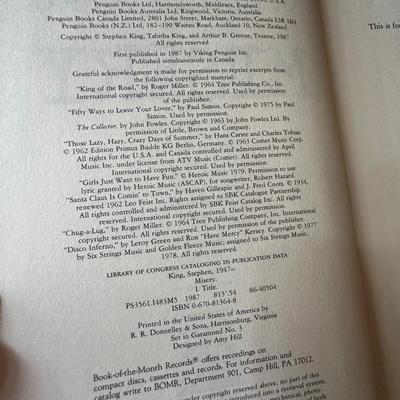 U.S.A.
Penguin Books Ltd, Harmondsworth, Middlesex, England
Penguin Books Australia Ltd, Ringwood, Victoria, Australia
Penguin Books Canada Limited, 2801 John Street, Markham, Ontario, Canada L3R 1B4
Penguin Books (N.Z.) Ltd, 182–190 Wairau Road, Auckland 10, New Zealand
Copyright © Stephen King, Tabitha King, and Arthur B. Greene, Trustee, 1987
All rights reserved
First published in 1987 by Viking Penguin Inc.
Published simultaneously in Canada
Grateful acknowledgment is made for permission to reprint excerpts from
the following copyrighted material:
"King of the Road," by Roger Miller. © 1964 Tree Publishing Co., Inc.
International copyright secured. All rights reserved. Used by permission
of the publisher.
"Fifty Ways to Leave Your Lover," by Paul Simon. Copyright © 1975 by Paul
Simon. Used by permission.
The Collector, by John Fowles. Copyright © 1963 by John Fowles Ltd. By
permission of Little, Brown and Company.
"Those Lazy, Hazy, Crazy Days of Summer," by Hans Carste and Charles Tobias.
© 1962 Edition Primus Budde KG Berlin, Germany. © 1963 Comet Music Corp.
All rights for the U.S.A. and Canada controlled and administered by April
Music Inc. under license from ATV Music (Comet). All rights reserved.
International copyright secured. Used by permission.
"Girls Just Want to Have Fun." © Heroic Music 1979. Permission to use
lyric granted by Heroic Music (ASCAP), for songwriter, Robert Hazard.
"Santa Claus Is Comin' to Town," by Haven Gillespie and J. Fred Coots. © 1934,
renewed 1962 Leo Feist Inc. Rights assigned to SBK Catalogue Partnership.
All rights controlled and administered by SBK Feist Catalog Inc. All rights
reserved. International copyright secured. Used by permission.
"Chug-a-Lug," by Roger Miller. © 1964 Tree Publishing Company, Inc. International
copyright secured. All rights reserved. Used by permission of the publisher.
"Disco Inferno," by Leroy Green and Ron "Have Mercy" Kersey. Copyright © 1977
by Six Strings Music and Golden Fleece Music; assigned to Six Strings Music,
1978. All rights reserved.
LIBRARY OF CONGRESS CATALOGING IN PUBLICATION DATA
King, Stephen, 1947–
Misery.
I. Title.
PS3561.I483M5 1987 813'.54 86-40504
ISBN 0-670-81364-8
Printed in the United States of America by
R. R. Donnelley & Sons, Harrisonburg, Virginia
Set in Garamond No. 3
Designed by Amy Hill
Book-of-the-Month Records® offers recordings on
compact discs, cassettes and records. For information and
catalog write to BOMR, Department 901, Camp Hill, PA 17012.
under copyright reserved above, no part of this
or introduced into a retrieval system,
mechanical, photo-
of both
This is for